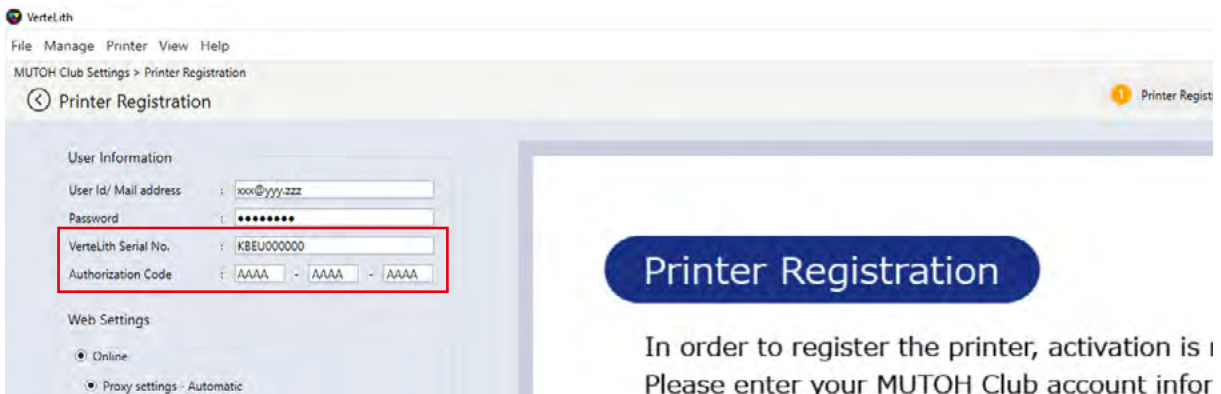 VerteLith
File Manage Printer View Help
MUTOH Club Settings > Printer Registration
Printer Registration
1 Printer Regist
User Information
User Id/ Mail address : xxx@yyy.zzz
Password : ●●●●●●●●
VerteLith Serial No. : KBEU000000
Authorization Code : AAAA - AAAA - AAAA
Web Settings
Online
Proxy settings - Automatic
Printer Registration
In order to register the printer, activation is
Please enter your MUTOH Club account infor